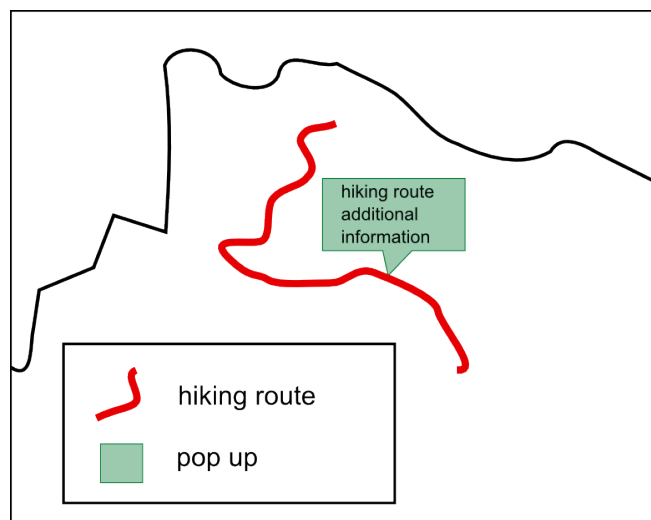 hiking route
additional
information
hiking route
pop up